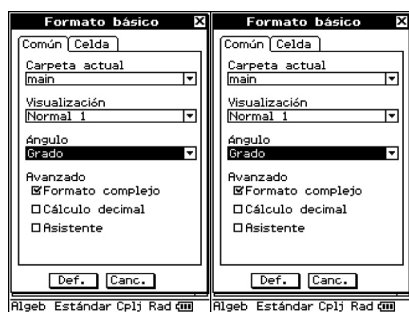 Formato básico
Común Celda
Carpeta actual
main
Visualización
Normal 1
Ángulo
Grado
Avanzado
Formato complejo
Cálculo decimal
Asistente
Def. Canc.
Algeb Estándar Cplj Rad
Formato básico
Común Celda
Carpeta actual
main
Visualización
Normal 1
Ángulo
Grado
Avanzado
Formato complejo
Cálculo decimal
Asistente
Def. Canc.
Algeb Estándar Cplj Rad